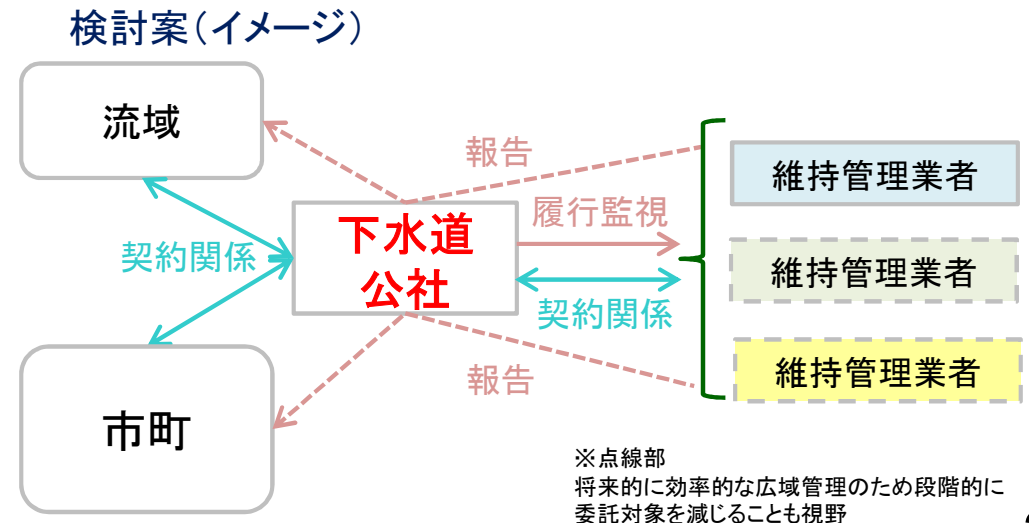 検討案（イメージ）
流域
報告
維持管理業者
履行監視
下水道
公社
契約関係
維持管理業者
契約関係
報告
維持管理業者
市町
※点線部
将来的に効率的な広域管理のため段階的に
委託対象を減じることも視野